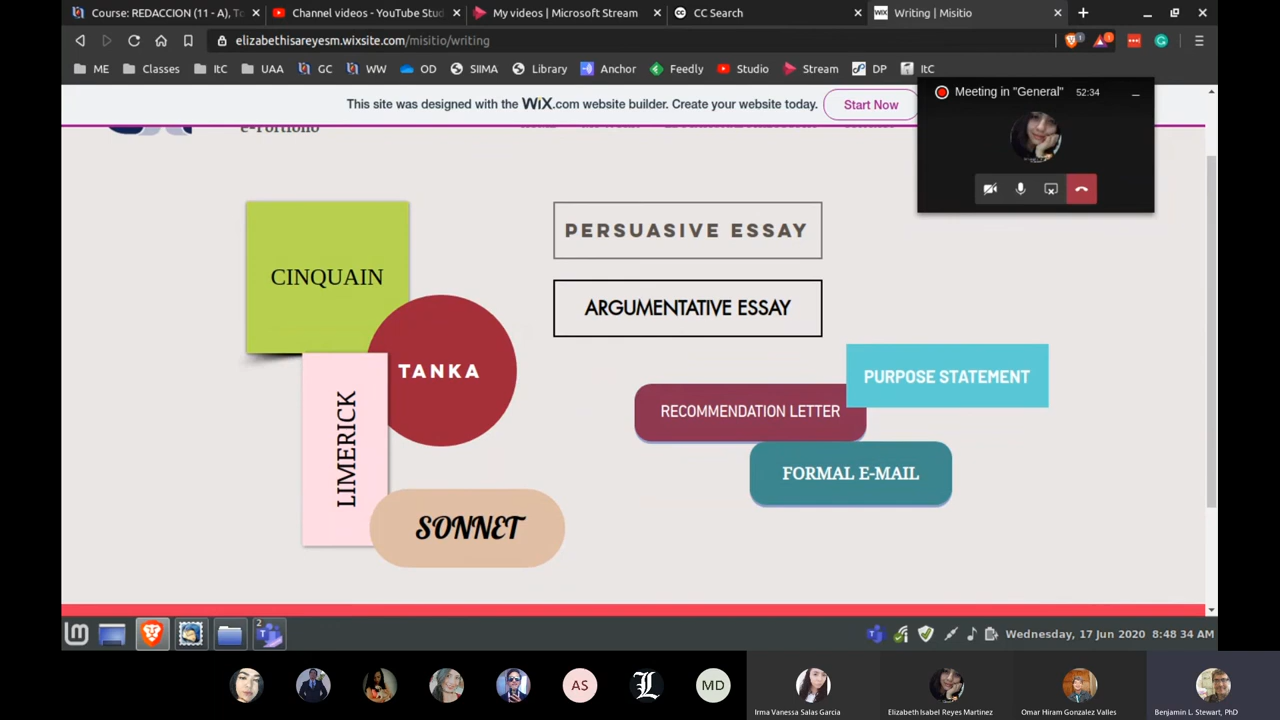 Course: REDACCION (11 - A), To
Channel videos - YouTube Stud
My videos | Microsoft Stream
CC Search
Writing | Misitio
elizabethisareyesm.wixsite.com/misitio/writing
ME
Classes
ItC
UAA
GC
WW
OD
SIIMA
Library
Anchor
Feedly
Studio
Stream
DP
ItC
This site was designed with the WiX.com website builder. Create your website today.
Start Now
Meeting in "General"
52:34
e-Portfolio
CINQUAIN
PERSUASIVE ESSAY
ARGUMENTATIVE ESSAY
TANKA
PURPOSE STATEMENT
LIMERICK
RECOMMENDATION LETTER
FORMAL E-MAIL
SONNET
2
Wednesday, 17 Jun 2020
8:48 34 AM
AS
L
MD
Irma Vanessa Salas Garcia
Elizabeth Isabel Reyes Martinez
Omar Hiram Gonzalez Valles
Benjamin L. Stewart, PhD